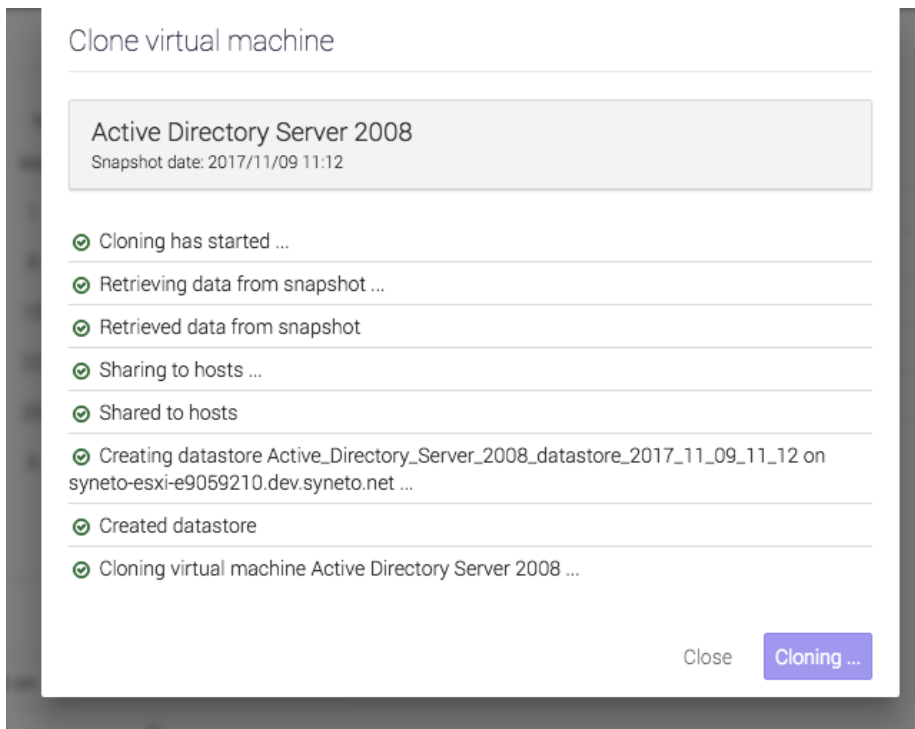 Clone virtual machine
Active Directory Server 2008
Snapshot date: 2017/11/09 11:12
Cloning has started ...
Retrieving data from snapshot ...
Retrieved data from snapshot
Sharing to hosts ...
Shared to hosts
Creating datastore Active_Directory_Server_2008_datastore_2017_11_09_11_12 on
syneto-esxi-e9059210.dev.syneto.net ...
Created datastore
Cloning virtual machine Active Directory Server 2008 ...
Close
Cloning ...